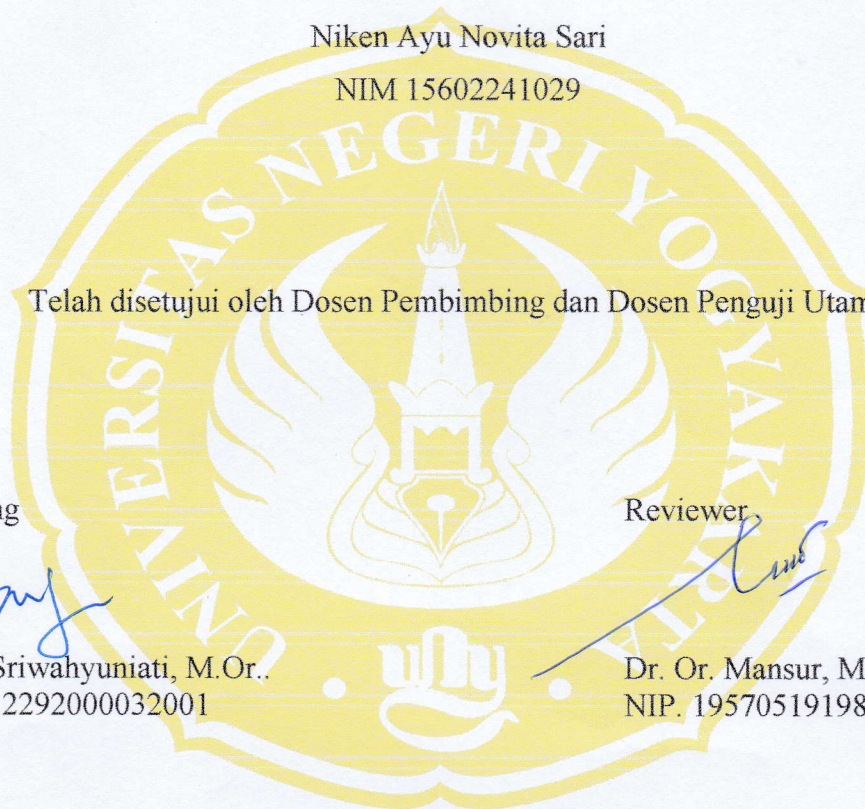 Niken Ayu Novita Sari
NIM 15602241029
UNIVERSITAS NEGERI YOGYAKARTA
Telah disetujui oleh Dosen Pembimbing dan Dosen Penguji Utam
ng
Reviewer
Sriwahyuniati, M.Or..
2292000032001
Dr. Or. Mansur, M
NIP. 19570519198
uny